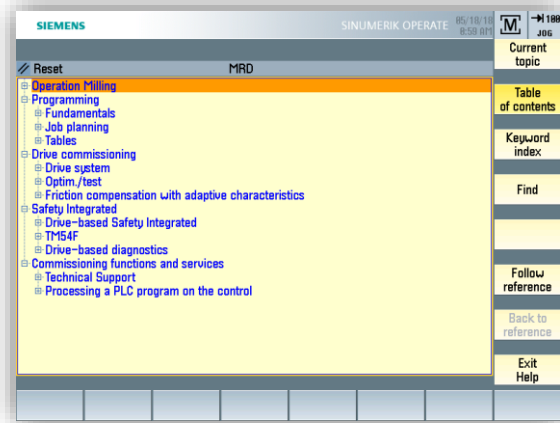 SIEMENS
SINUMERIK OPERATE
05/18/18
8:59 AM
M
JOG
Reset
MRD
Operation Milling
Programming
Fundamentals
Job planning
Tables
Drive commissioning
Drive system
Optim./test
Friction compensation with adaptive characteristics
Safety Integrated
Drive-based Safety Integrated
TM54F
Drive-based diagnostics
Commissioning functions and services
Technical Support
Processing a PLC program on the control
Current
topic
Table
of contents
Keyword
index
Find
Follow
reference
Back to
reference
Exit
Help